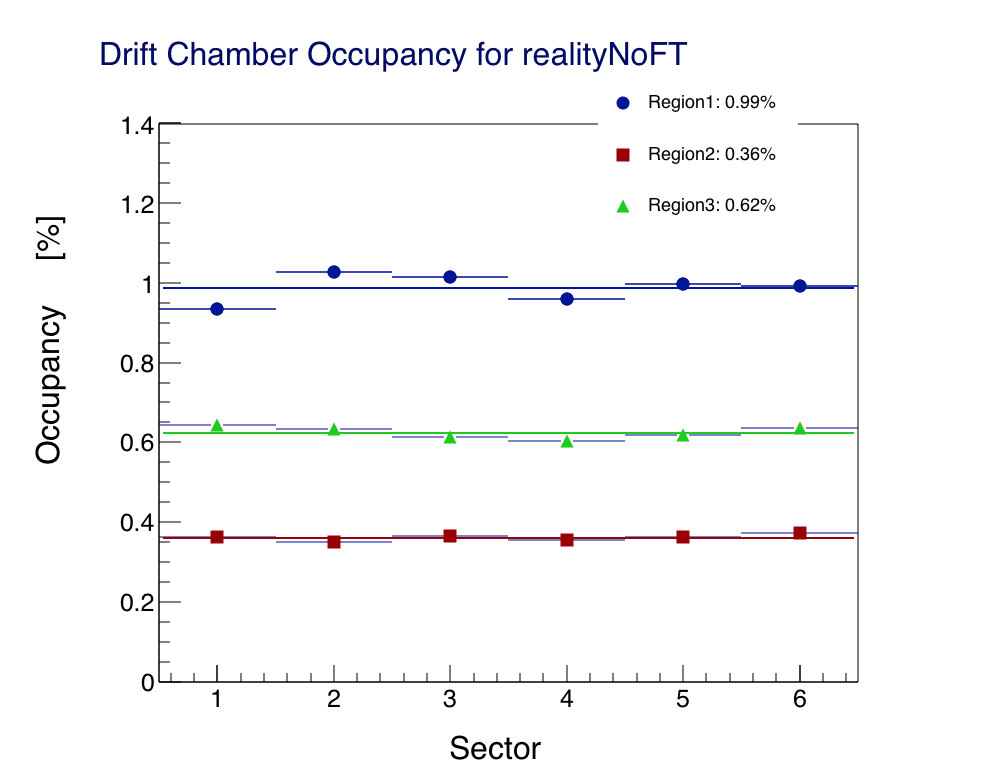 Drift Chamber Occupancy for realityNoFT
Region1: 0.99%
Region2: 0.36%
Region3: 0.62%
Occupancy [%]
1.4
1.2
1
0.8
0.6
0.4
0.2
0
1 2 3 4 5 6
Sector